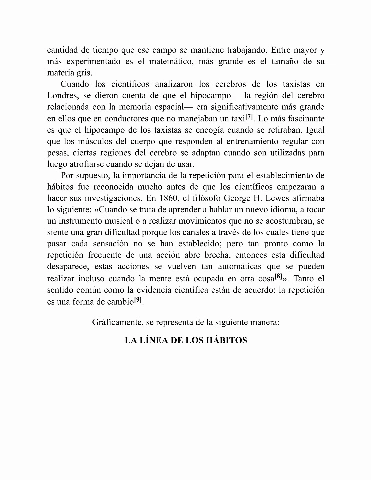 cantidad de tiempo que ese campo se mantiene trabajando. Entre mayor y
más experimentado es el matemático, mas grande es el tamaño de su
materia gris.
Cuando los científicos analizaron los cerebros de los taxistas en
Londres, se dieron cuenta de que el hipocampo —la región del cerebro
relacionada con la memoria espacial— era significativamente más grande
en ellos que en conductores que no manejaban un taxi[7]. Lo más fascinante
es que el hipocampo de los taxistas se encogía cuando se retiraban. Igual
que los músculos del cuerpo que responden al entrenamiento regular con
pesas, ciertas regiones del cerebro se adaptan cuando son utilizadas para
luego atrofiarse cuando se dejan de usar.
Por supuesto, la importancia de la repetición para el establecimiento de
hábitos fue reconocida mucho antes de que los científicos empezaran a
hacer sus investigaciones. En 1860, el filósofo George H. Lewes afirmaba
lo siguiente: «Cuando se trata de aprender a hablar un nuevo idioma, a tocar
un instrumento musical o a realizar movimientos que no se acostumbran, se
siente una gran dificultad porque los canales a través de los cuales tiene que
pasar cada sensación no se han establecido; pero tan pronto como la
repetición frecuente de una acción abre brecha, entonces esta dificultad
desaparece, estas acciones se vuelven tan automáticas que se pueden
realizar incluso cuando la mente está ocupada en otra cosa[8]». Tanto el
sentido común como la evidencia científica están de acuerdo: la repetición
es una forma de cambio[9].
Gráficamente, se representa de la siguiente manera:
LA LÍNEA DE LOS HÁBITOS